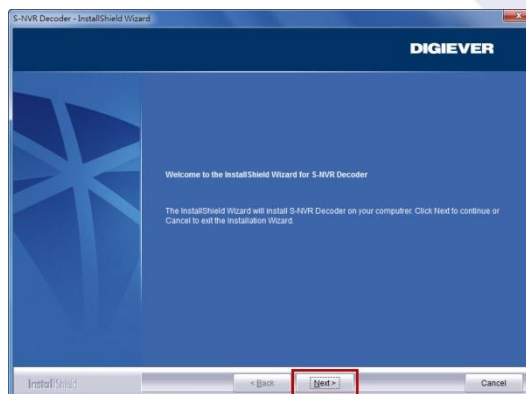 S-NVR Decoder - InstallShield Wizard
DIGIEVER
Welcome to the InstallShield Wizard for S-NVR Decoder
The InstallShield Wizard will install S-NVR Decoder on your computrer. Click Next to continue or
Cancel to exit the Installation Wizard.
InstallShield
< Back
Next >
Cancel